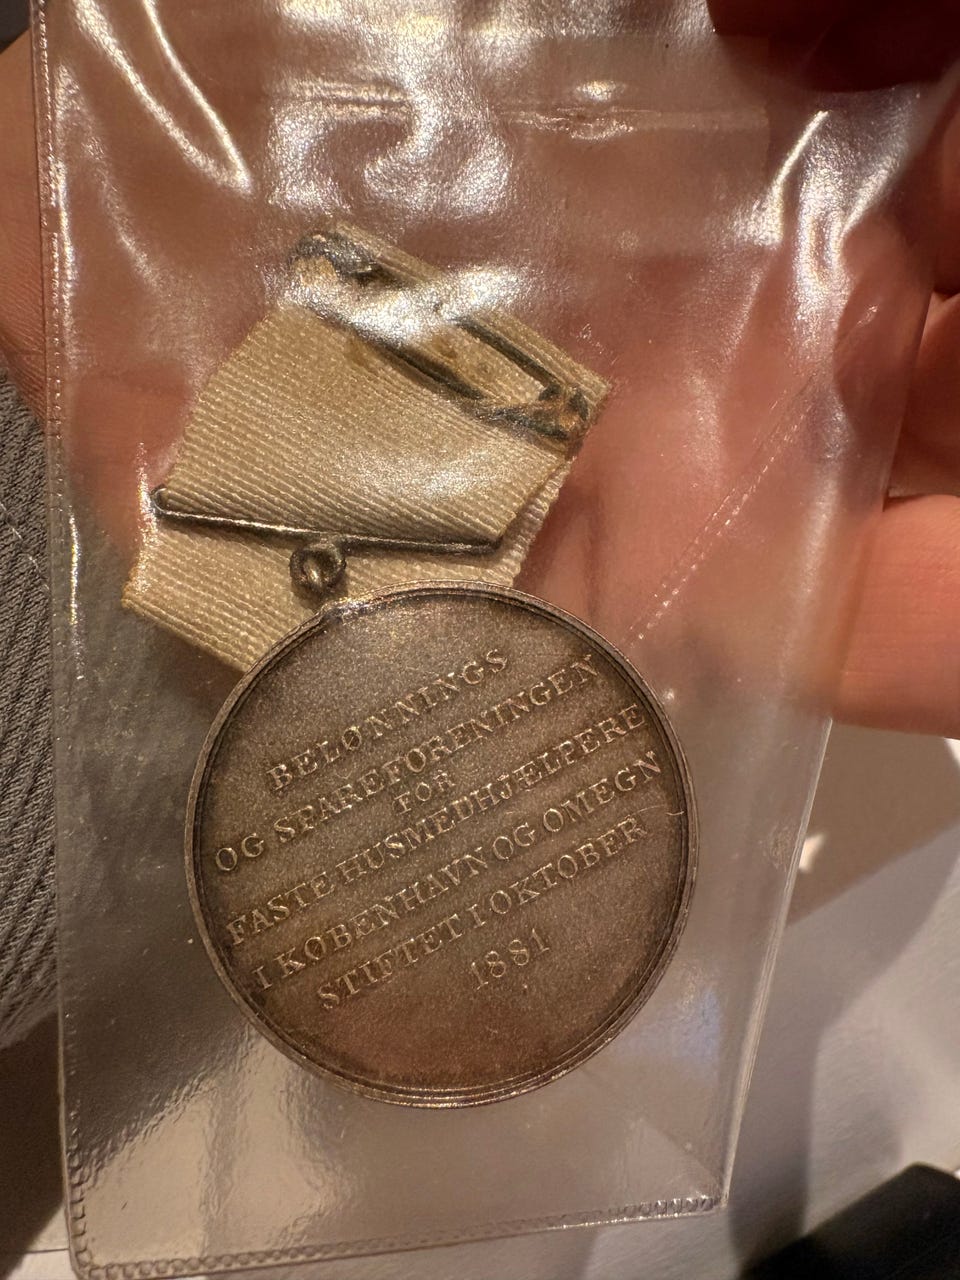 BELØNNINGS
OG SPAREFORENINGEN
FOR
FASTE HUSMEDHJÆLPERE
I KØBENHAVN OG OMEGN
STIFTET I OKTOBER
1881